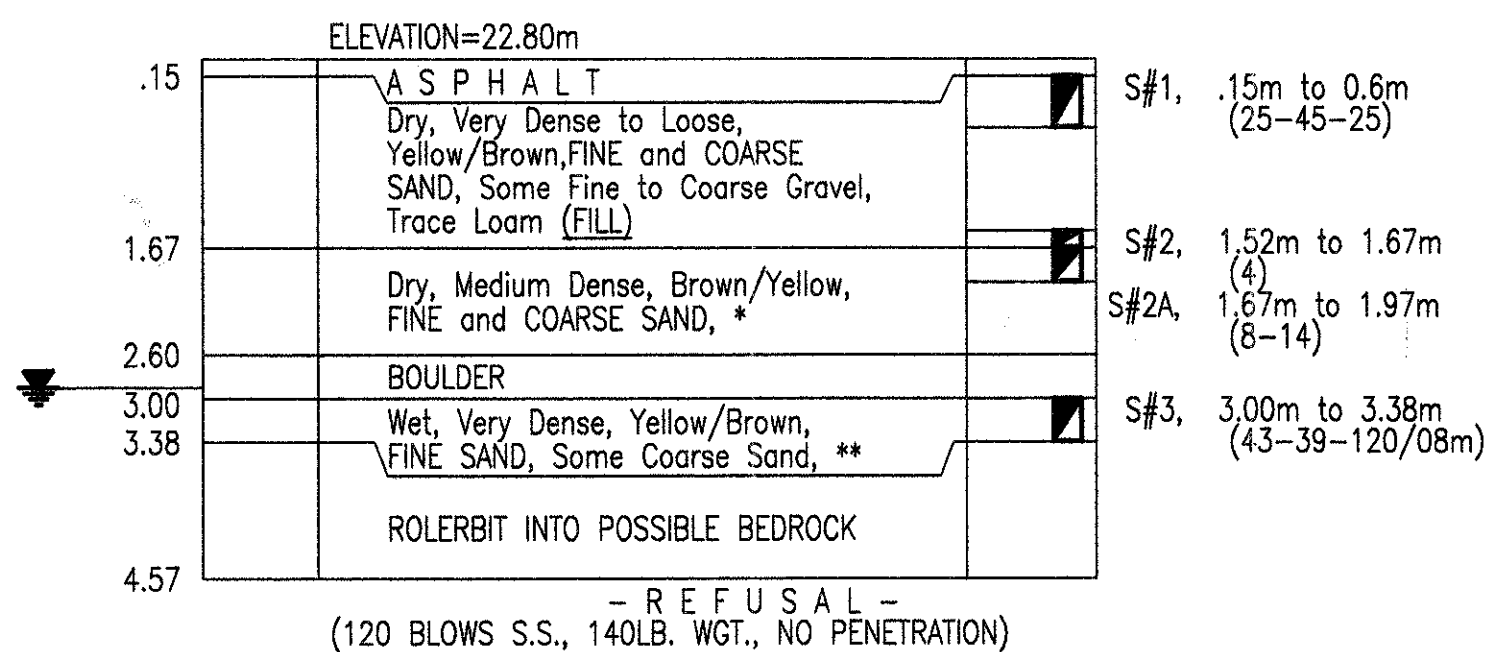 ELEVATION=22.80m
.15
A S P H A L T
Dry, Very Dense to Loose,
Yellow/Brown,FINE and COARSE
SAND, Some Fine to Coarse Gravel,
Trace Loam (FILL)
S#1, .15m to 0.6m
(25-45-25)
1.67
S#2, 1.52m to 1.67m
(4)
Dry, Medium Dense, Brown/Yellow,
FINE and COARSE SAND, *
S#2A, 1.67m to 1.97m
(8-14)
2.60
BOULDER
3.00
Wet, Very Dense, Yellow/Brown,
FINE SAND, Some Coarse Sand, **
S#3, 3.00m to 3.38m
(43-39-120/08m)
3.38
ROLERBIT INTO POSSIBLE BEDROCK
4.57
- R E F U S A L -
(120 BLOWS S.S., 140LB. WGT., NO PENETRATION)